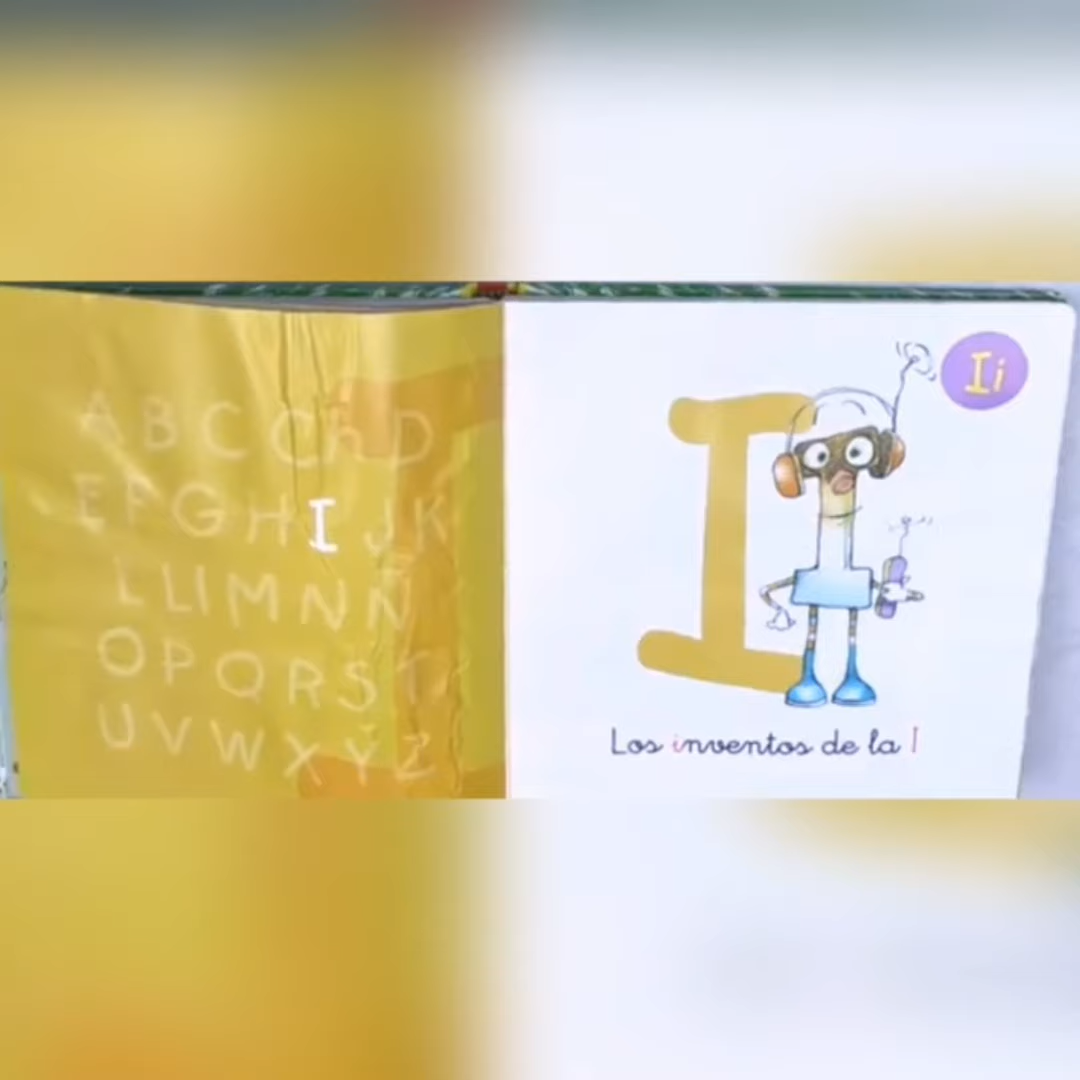 A B C Ch D
E F G H I J K
L Ll M N Ñ
O P Q R S T
U V W X Y Z
Ii
I
Los inventos de la I